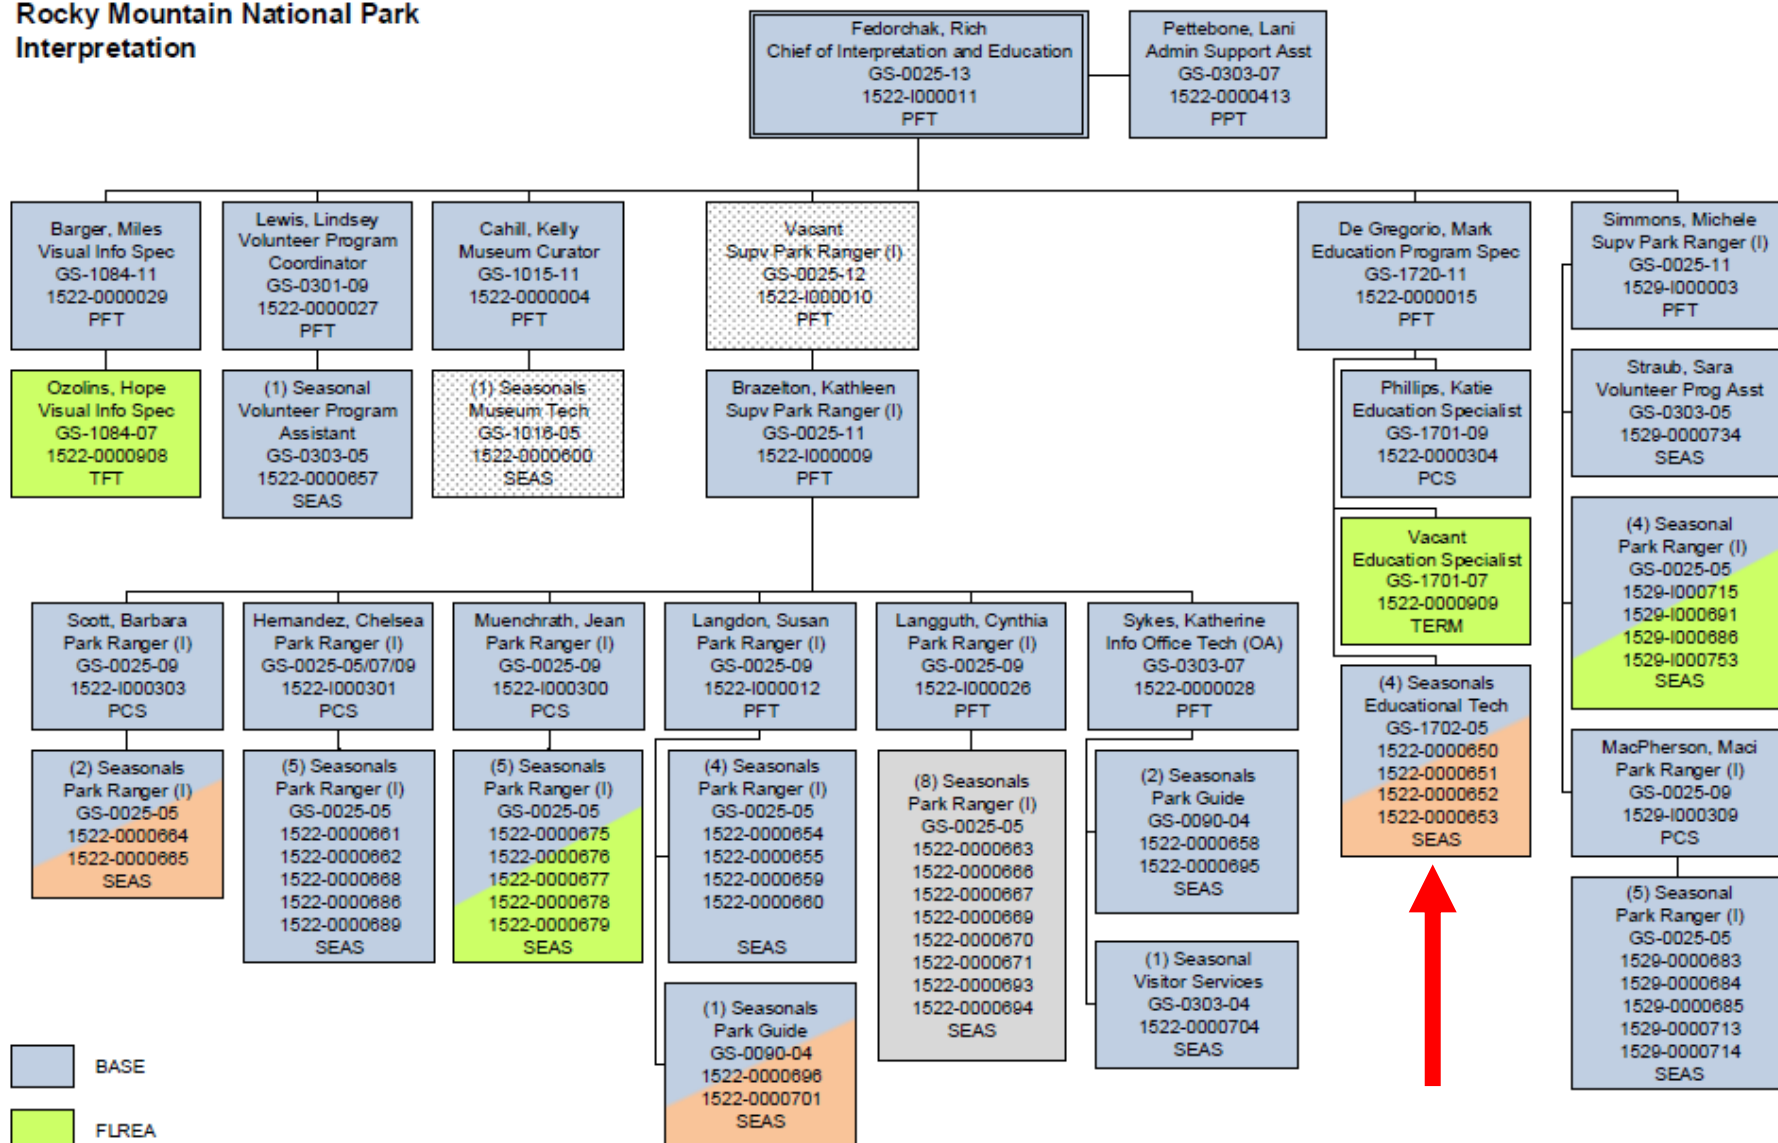 Rocky Mountain National Park
Interpretation
Fedorchak, Rich
Chief of Interpretation and Education
GS-0025-13
1522-I000011
PFT
Pettebone, Lani
Admin Support Asst
GS-0303-07
1522-0000413
PPT
Barger, Miles
Visual Info Spec
GS-1084-11
1522-0000029
PFT
Lewis, Lindsey
Volunteer Program
Coordinator
GS-0301-09
1522-0000027
PFT
Cahill, Kelly
Museum Curator
GS-1015-11
1522-0000004
PFT
Vacant
Supv Park Ranger (I)
GS-0025-12
1522-I000010
PFT
De Gregorio, Mark
Education Program Spec
GS-1720-11
1522-0000015
PFT
Simmons, Michele
Supv Park Ranger (I)
GS-0025-11
1529-I000003
PFT
Ozolins, Hope
Visual Info Spec
GS-1084-07
1522-0000908
TFT
(1) Seasonal
Volunteer Program
Assistant
GS-0303-05
1522-0000657
SEAS
(1) Seasonals
Museum Tech
GS-1016-05
1522-0000600
SEAS
Brazelton, Kathleen
Supv Park Ranger (I)
GS-0025-11
1522-I000009
PFT
Phillips, Katie
Education Specialist
GS-1701-09
1522-0000304
PCS
Straub, Sara
Volunteer Prog Asst
GS-0303-05
1529-0000734
SEAS
Vacant
Education Specialist
GS-1701-07
1522-0000909
TERM
(4) Seasonal
Park Ranger (I)
GS-0025-05
1529-I000715
1529-I000691
1529-I000686
1529-I000753
SEAS
Scott, Barbara
Park Ranger (I)
GS-0025-09
1522-I000303
PCS
Hernandez, Chelsea
Park Ranger (I)
GS-0025-05/07/09
1522-I000301
PCS
Muenchrath, Jean
Park Ranger (I)
GS-0025-09
1522-I000300
PCS
Langdon, Susan
Park Ranger (I)
GS-0025-09
1522-I000012
PFT
Langguth, Cynthia
Park Ranger (I)
GS-0025-09
1522-I000026
PFT
Sykes, Katherine
Info Office Tech (OA)
GS-0303-07
1522-0000028
PFT
(4) Seasonals
Educational Tech
GS-1702-05
1522-0000650
1522-0000651
1522-0000652
1522-0000653
SEAS
MacPherson, Maci
Park Ranger (I)
GS-0025-09
1529-I000309
PCS
(2) Seasonals
Park Ranger (I)
GS-0025-05
1522-0000664
1522-0000665
SEAS
(5) Seasonals
Park Ranger (I)
GS-0025-05
1522-0000661
1522-0000662
1522-0000668
1522-0000686
1522-0000689
SEAS
(5) Seasonals
Park Ranger (I)
GS-0025-05
1522-0000675
1522-0000676
1522-0000677
1522-0000678
1522-0000679
SEAS
(4) Seasonals
Park Ranger (I)
GS-0025-05
1522-0000654
1522-0000655
1522-0000659
1522-0000660
SEAS
(8) Seasonals
Park Ranger (I)
GS-0025-05
1522-0000663
1522-0000666
1522-0000667
1522-0000669
1522-0000670
1522-0000671
1522-0000693
1522-0000694
SEAS
(2) Seasonals
Park Guide
GS-0090-04
1522-0000658
1522-0000695
SEAS
(1) Seasonal
Visitor Services
GS-0303-04
1522-0000704
SEAS
(5) Seasonal
Park Ranger (I)
GS-0025-05
1529-0000683
1529-0000684
1529-0000685
1529-0000713
1529-0000714
SEAS
(1) Seasonals
Park Guide
GS-0090-04
1522-0000696
1522-0000701
SEAS
BASE
FLREA